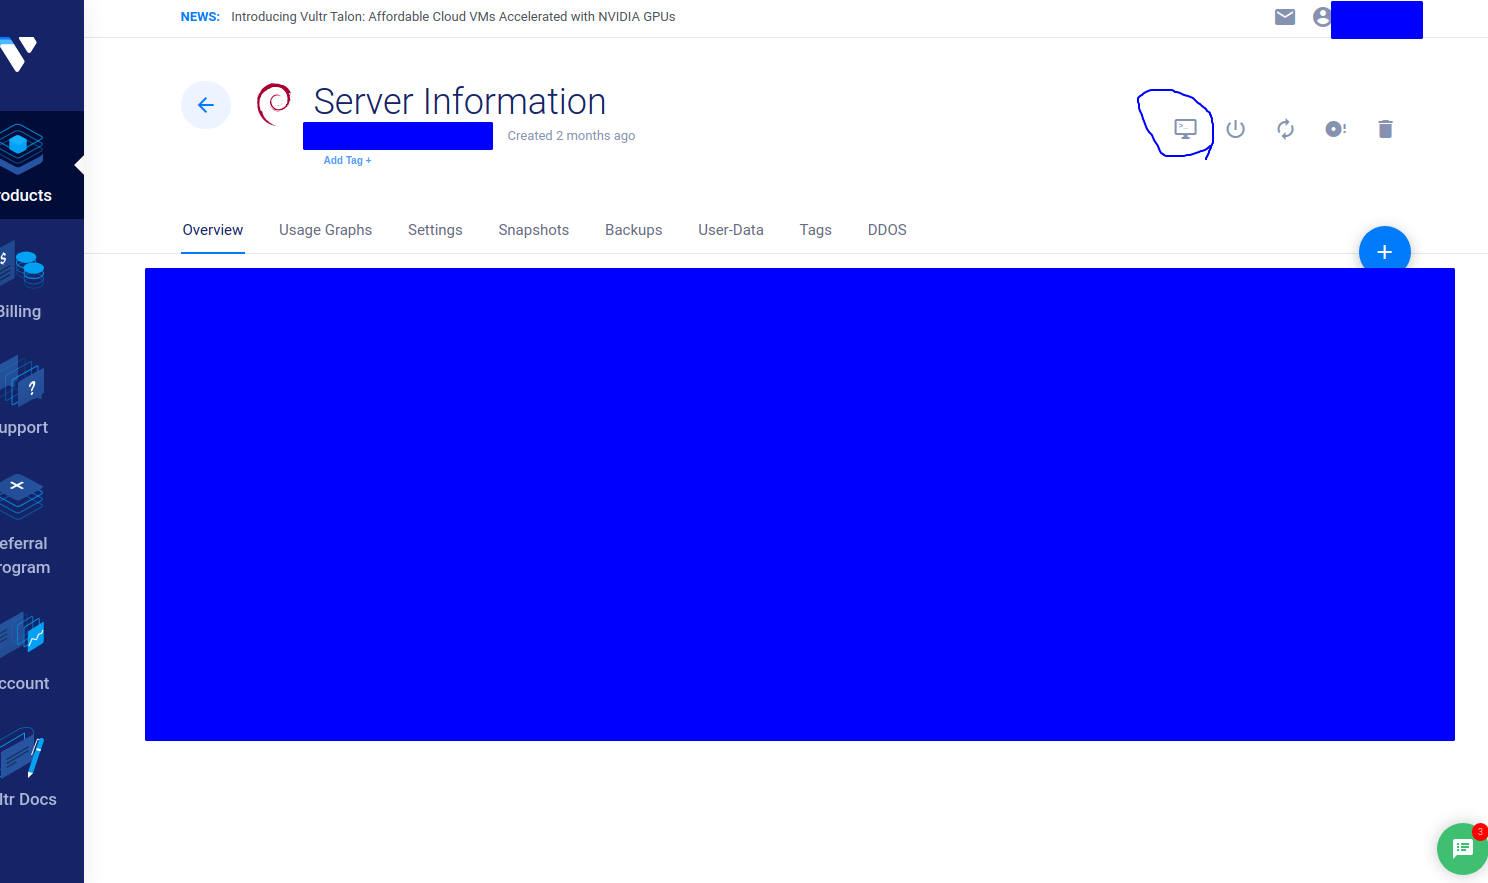 NEWS: Introducing Vultr Talon: Affordable Cloud VMs Accelerated with NVIDIA GPUs
Server Information
Created 2 months ago
Add Tag +
Overview Usage Graphs Settings Snapshots Backups User-Data Tags DDOS
+
oducts
$
Billing
?
upport
eferral
rogram
ccount
ltr Docs
3